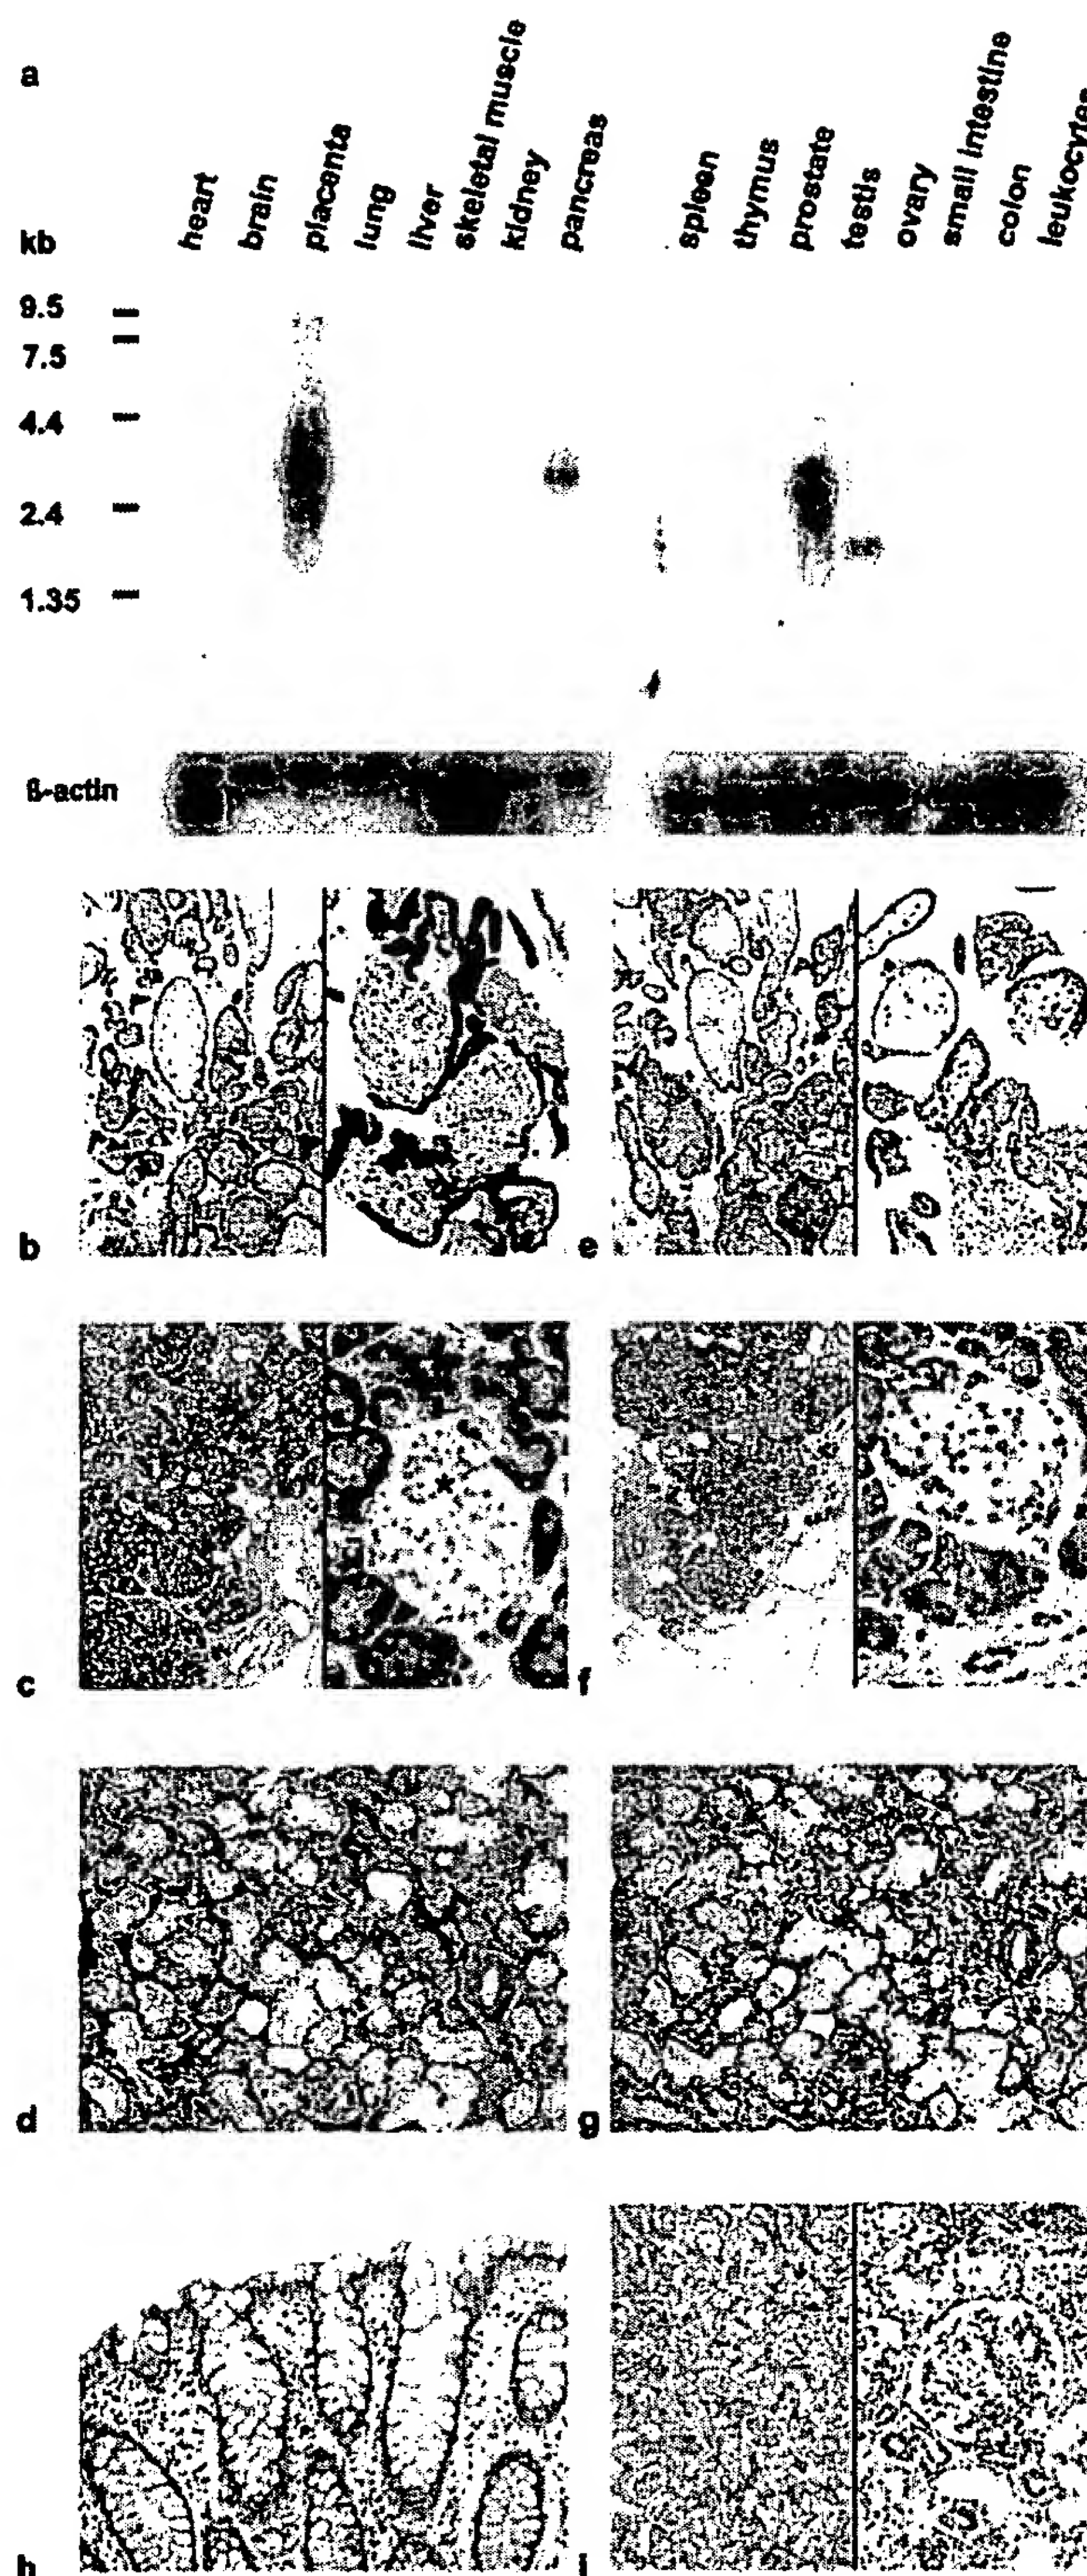 a
heart brain placenta lung liver skeletal muscle kidney pancreas spleen thymus prostate testis ovary small intestine colon leukocytes
kb
9.5
7.5
4.4
2.4
1.35
ß-actin
b e
*
c f
d g
h i